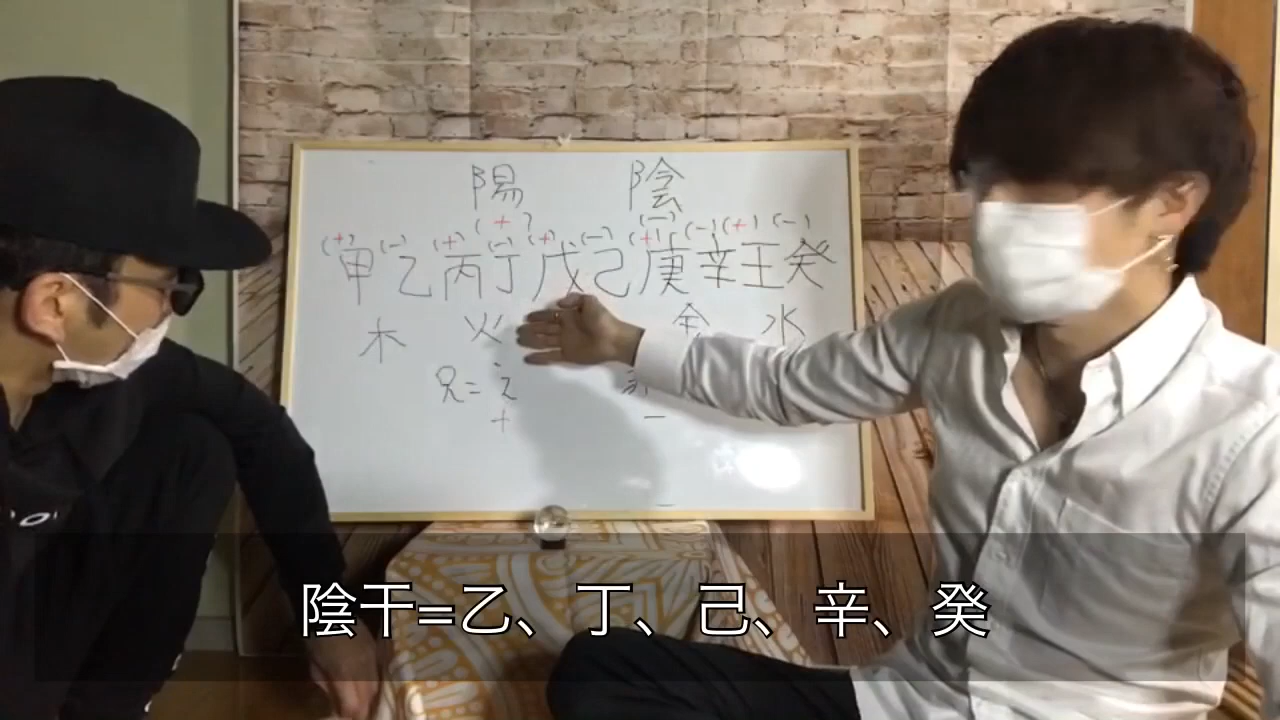 陽 陰
(+) (−)
(+) (−) (+) (−) (+) (−) (+) (−) (+) (−)
甲乙丙丁戊己庚辛壬癸
木 火 金 水
兄=え
+ −
陰干=乙、丁、己、辛、癸